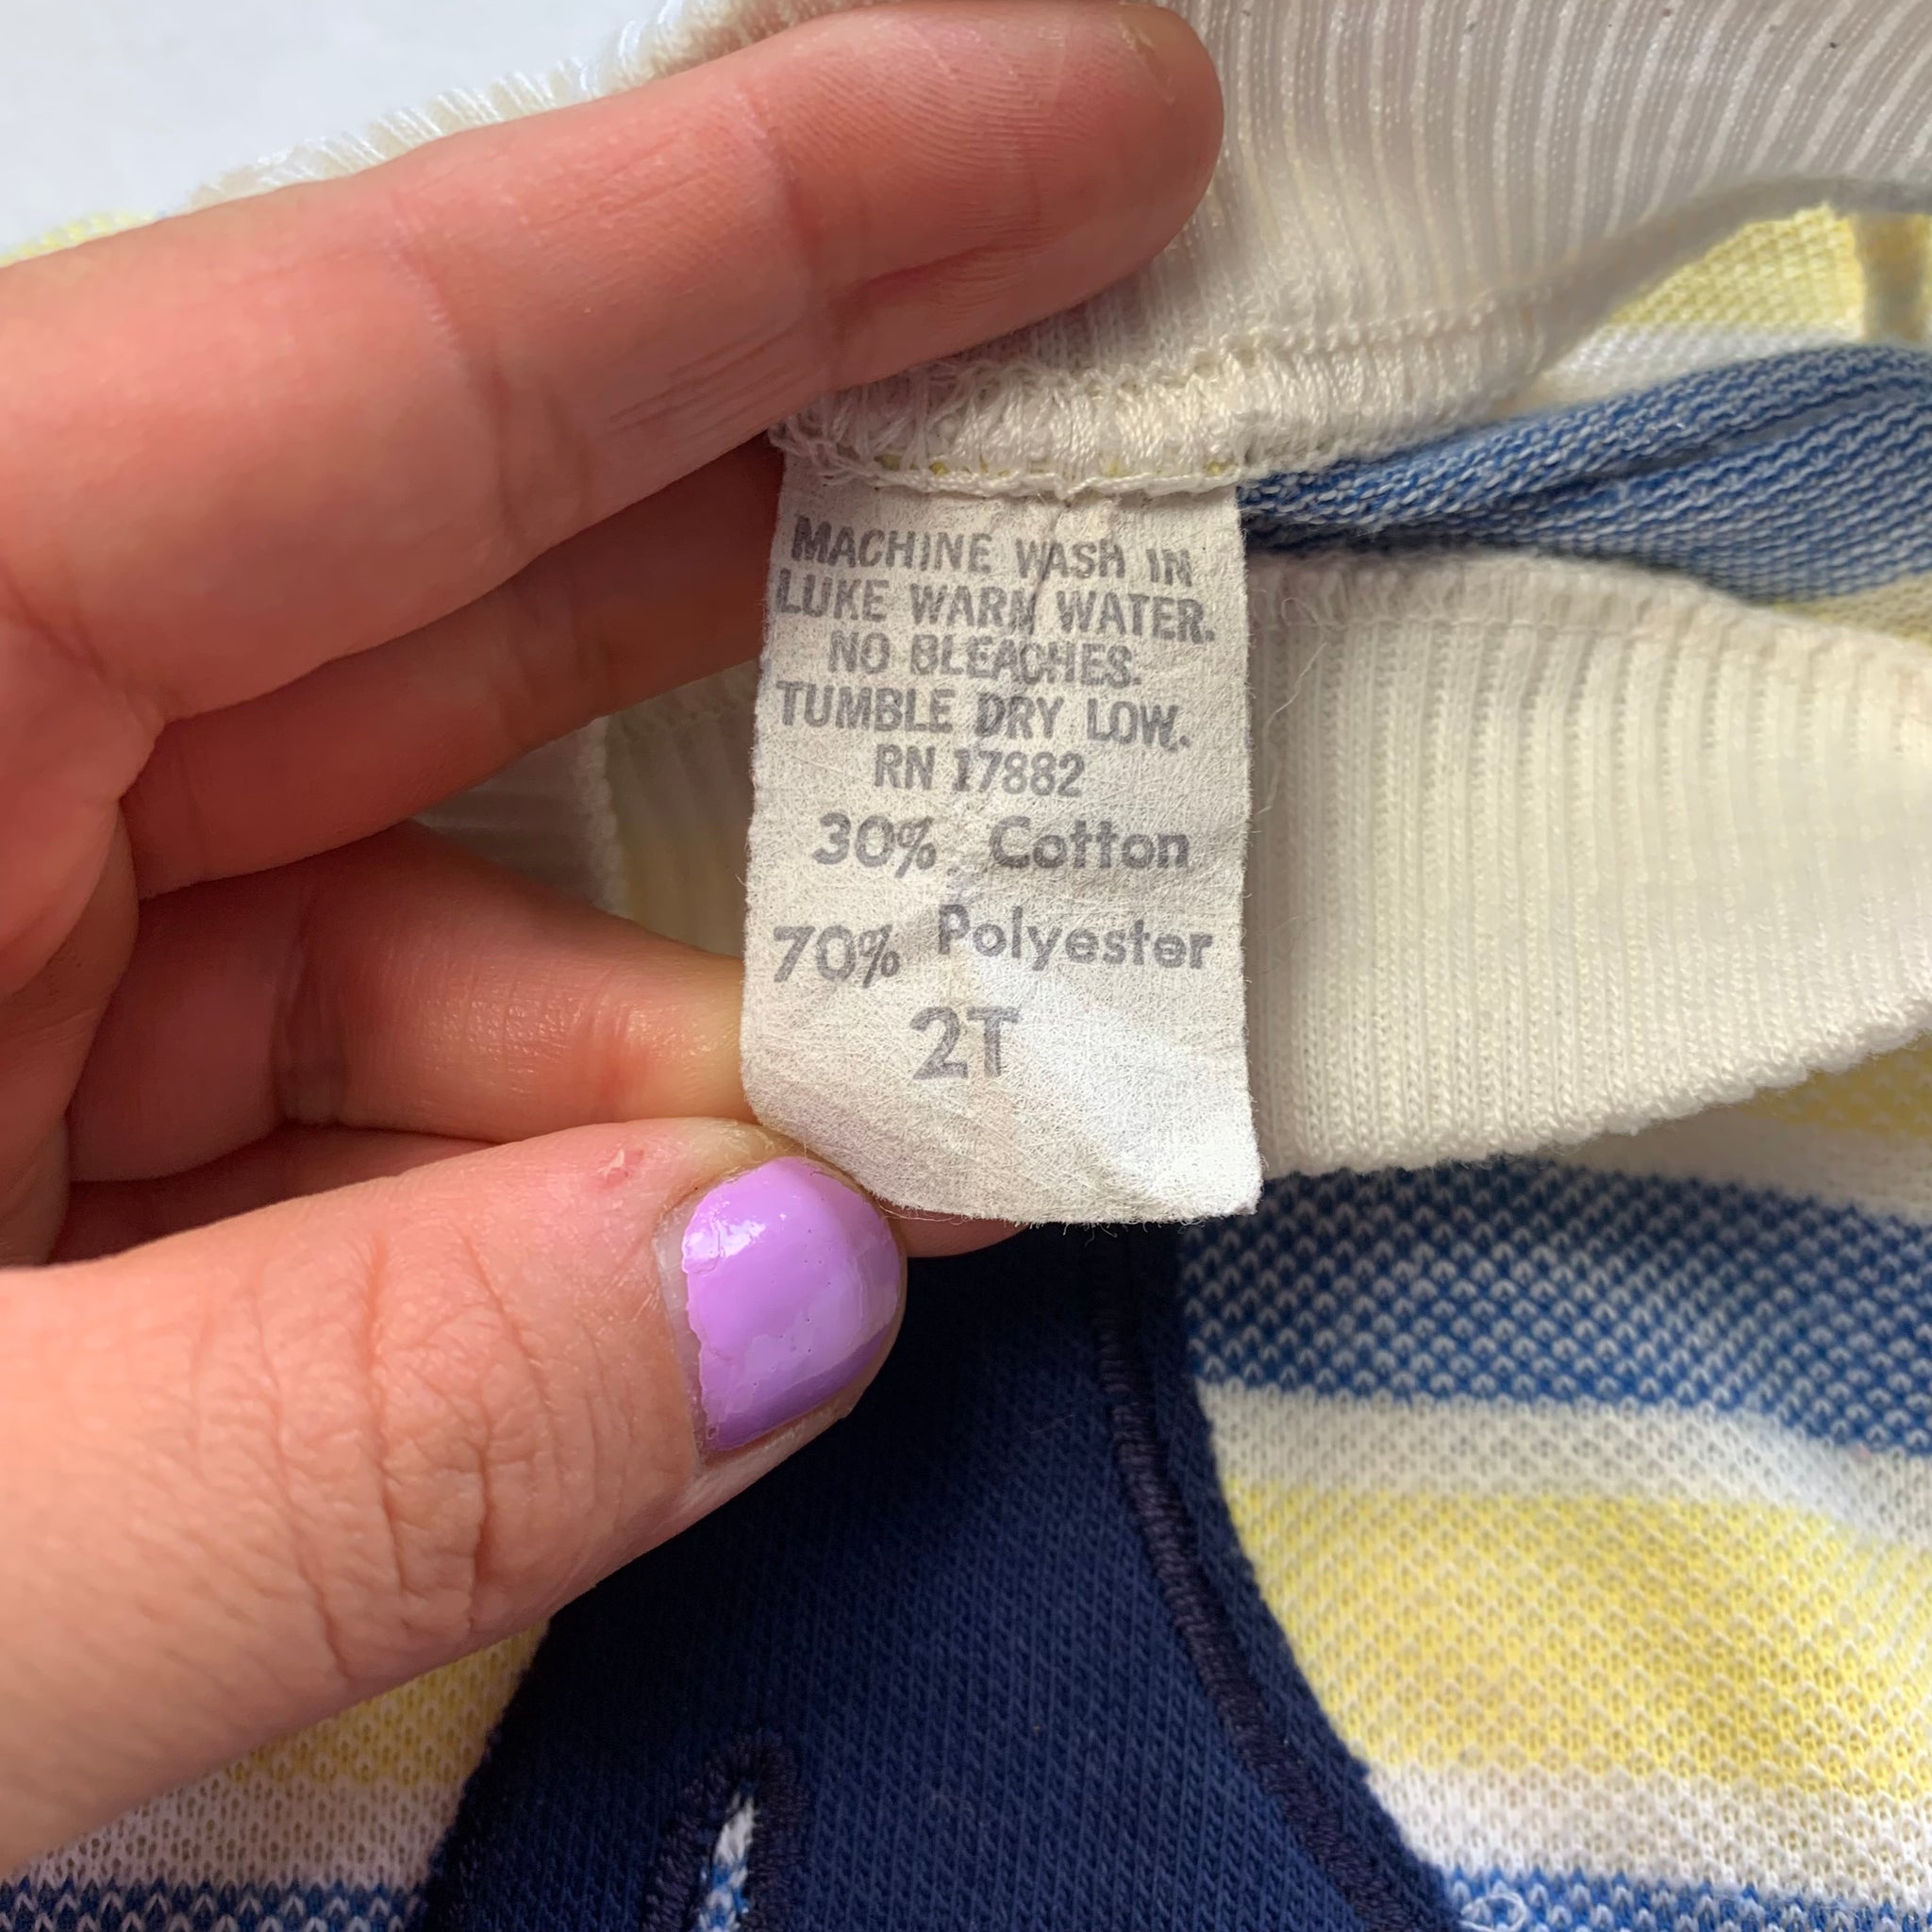 MACHINE WASH IN
LUKE WARM WATER.
NO BLEACHES.
TUMBLE DRY LOW.
RN 17882
30% Cotton
70% Polyester
2T